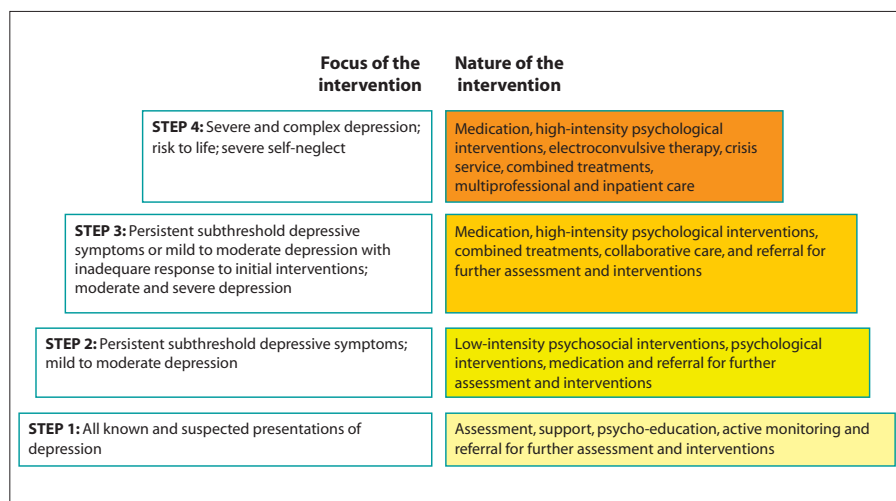 Focus of the
intervention
Nature of the
intervention
STEP 4: Severe and complex depression;
risk to life; severe self-neglect
Medication, high-intensity psychological
interventions, electroconvulsive therapy, crisis
service, combined treatments,
multiprofessional and inpatient care
STEP 3: Persistent subthreshold depressive
symptoms or mild to moderate depression with
inadequare response to initial interventions;
moderate and severe depression
Medication, high-intensity psychological interventions,
combined treatments, collaborative care, and referral for
further assessment and interventions
STEP 2: Persistent subthreshold depressive symptoms;
mild to moderate depression
Low-intensity psychosocial interventions, psychological
interventions, medication and referral for further
assessment and interventions
STEP 1: All known and suspected presentations of
depression
Assessment, support, psycho-education, active monitoring and
referral for further assessment and interventions